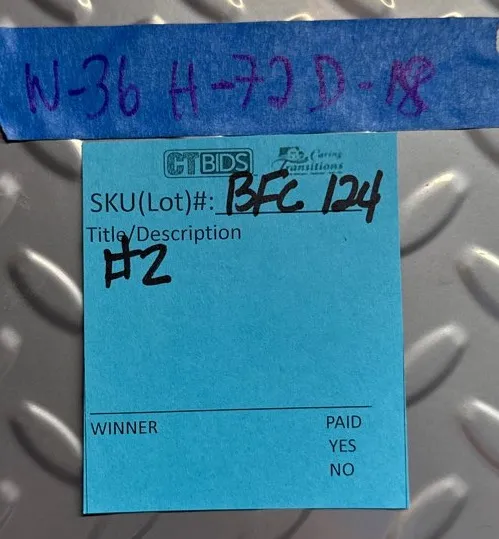 W-36 H-72 D-18
CTBIDS Caring Transitions
SKU(Lot)#: BFC 124
Title/Description
#2
WINNER PAID
YES
NO